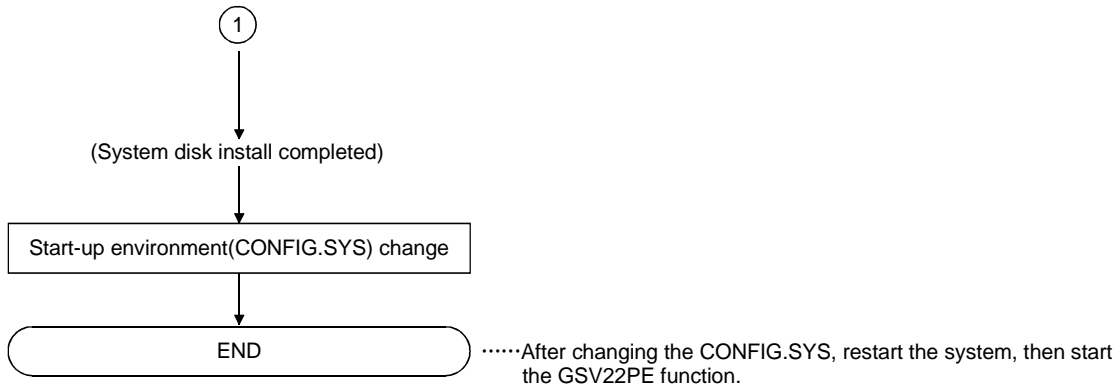 1
(System disk install completed)
Start-up environment(CONFIG.SYS) change
END
······After changing the CONFIG.SYS, restart the system, then start
the GSV22PE function.